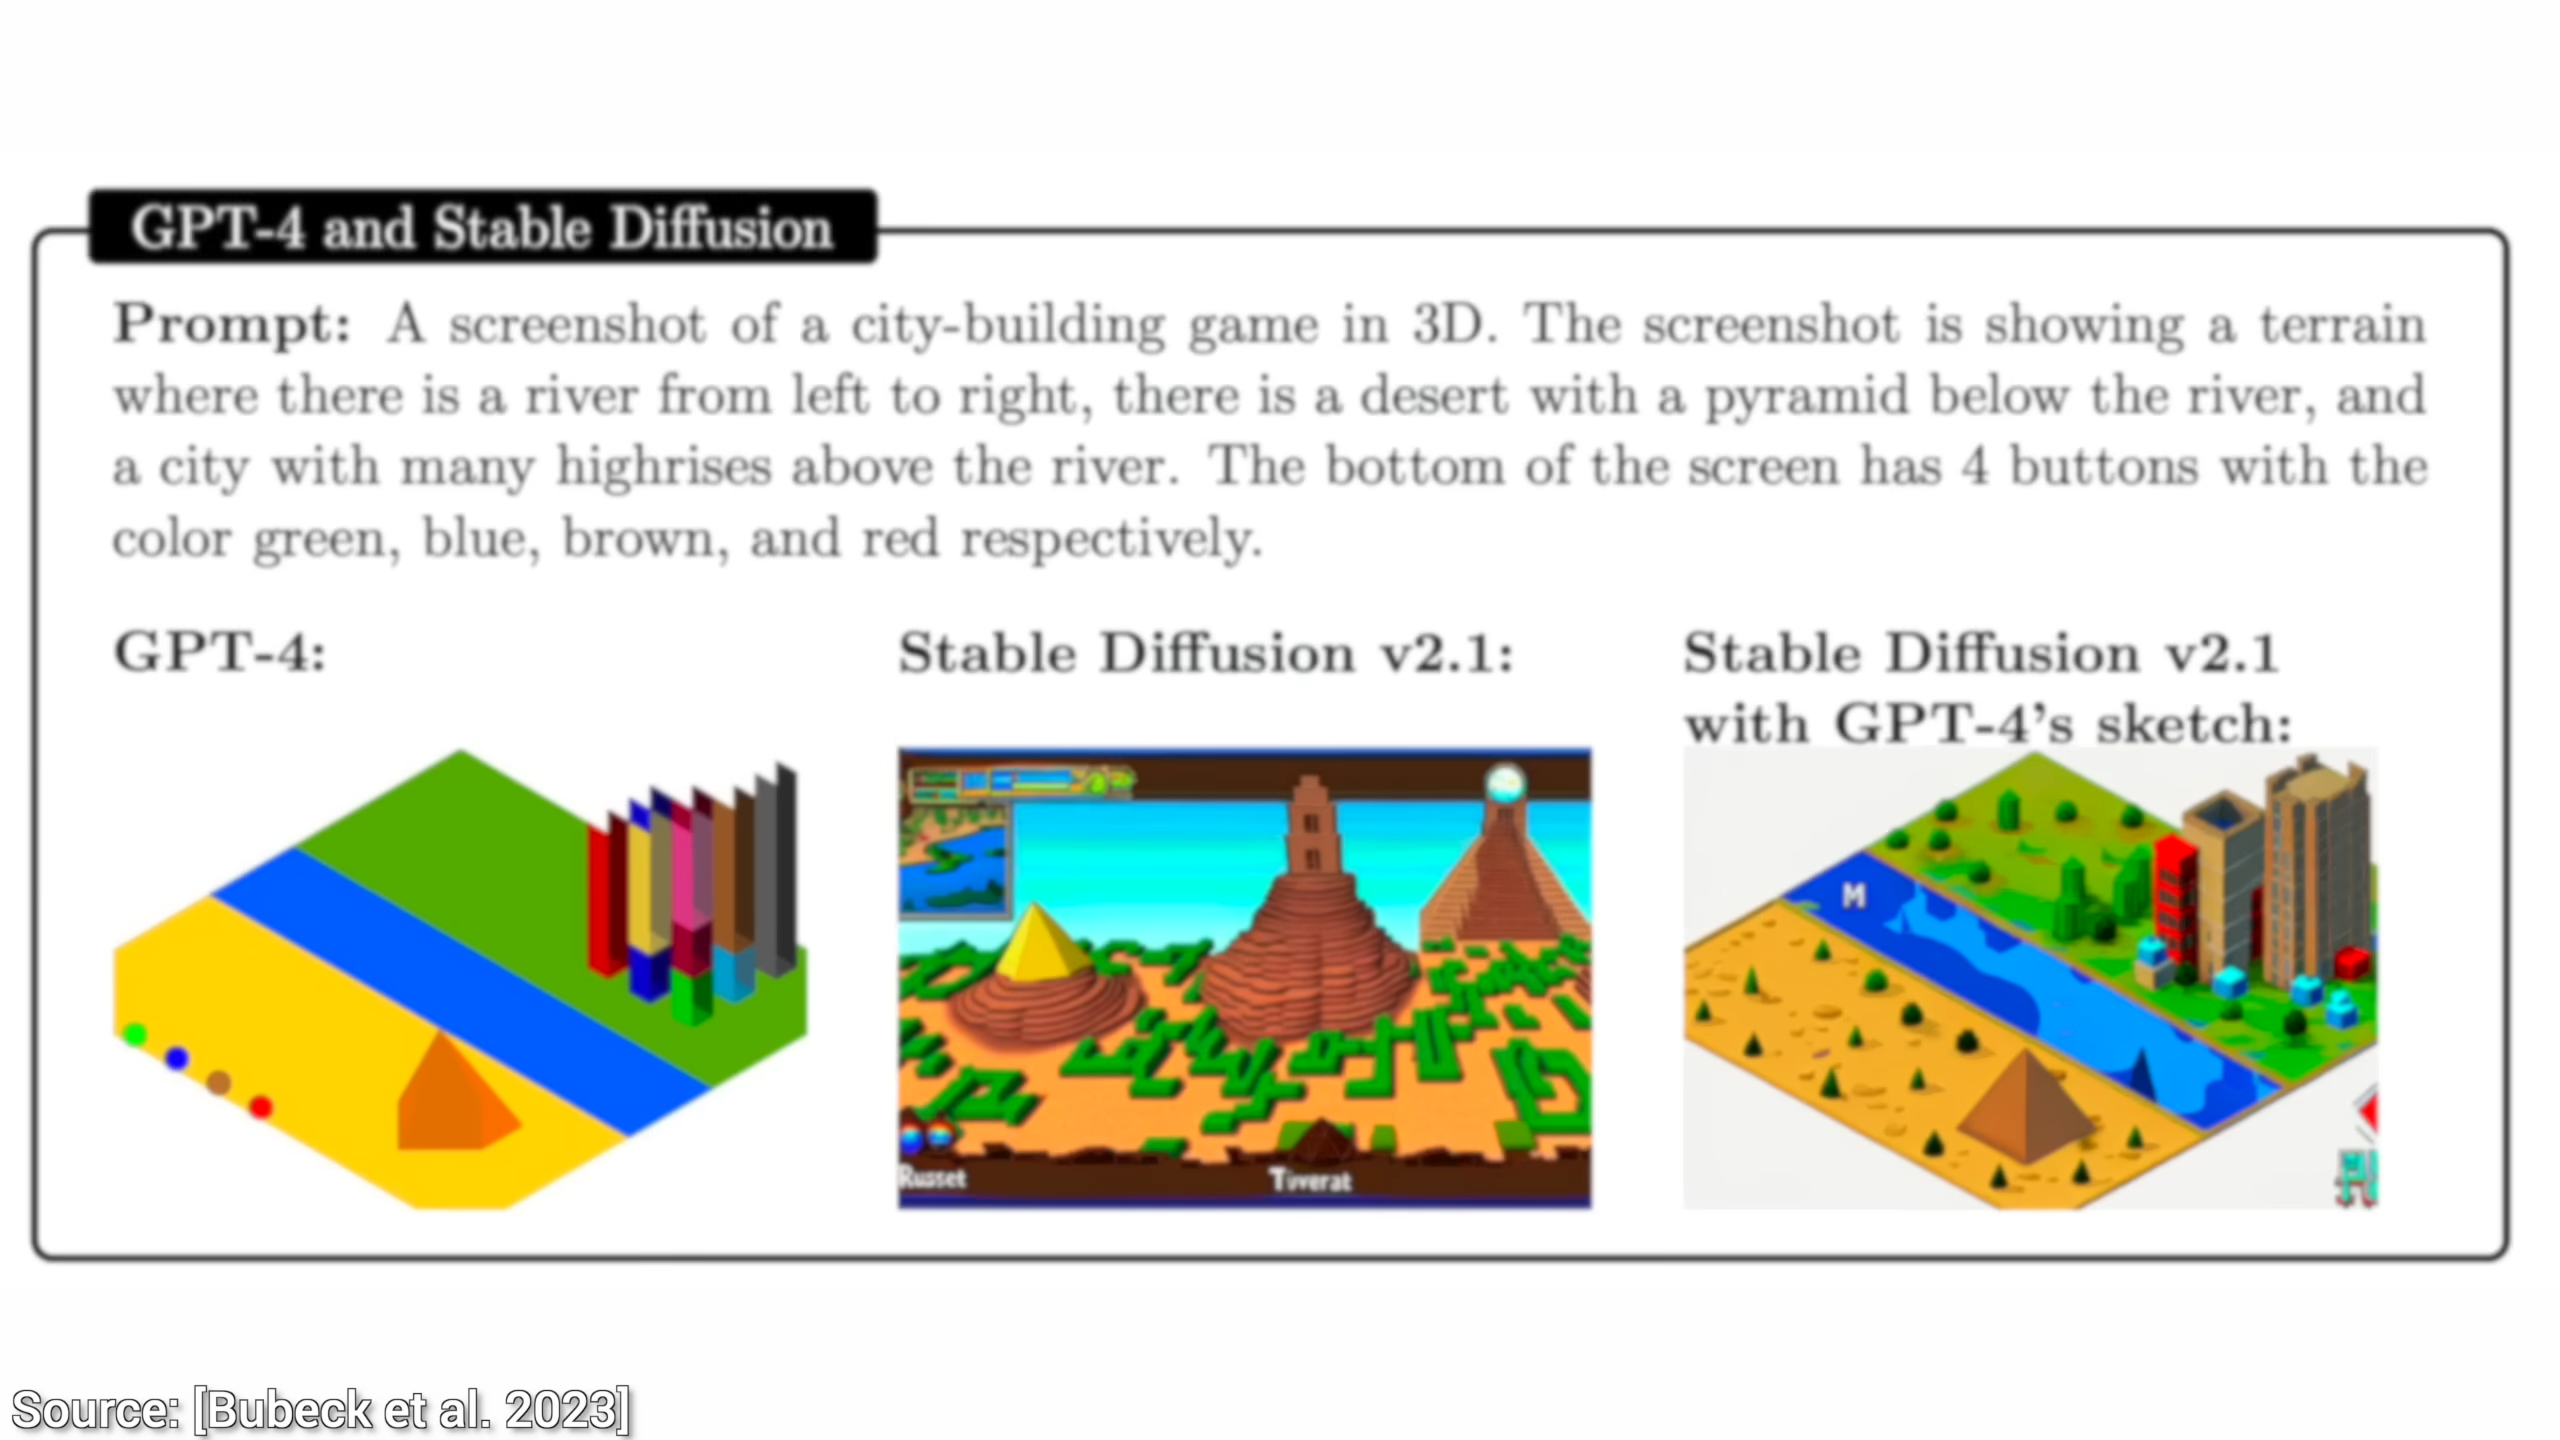 GPT-4 and Stable Diffusion
Prompt: A screenshot of a city-building game in 3D. The screenshot is showing a terrain
where there is a river from left to right, there is a desert with a pyramid below the river, and
a city with many highrises above the river. The bottom of the screen has 4 buttons with the
color green, blue, brown, and red respectively.
GPT-4:
Stable Diffusion v2.1:
Stable Diffusion v2.1
with GPT-4's sketch:
M
Russet
Source: [Bubeck et al. 2023]